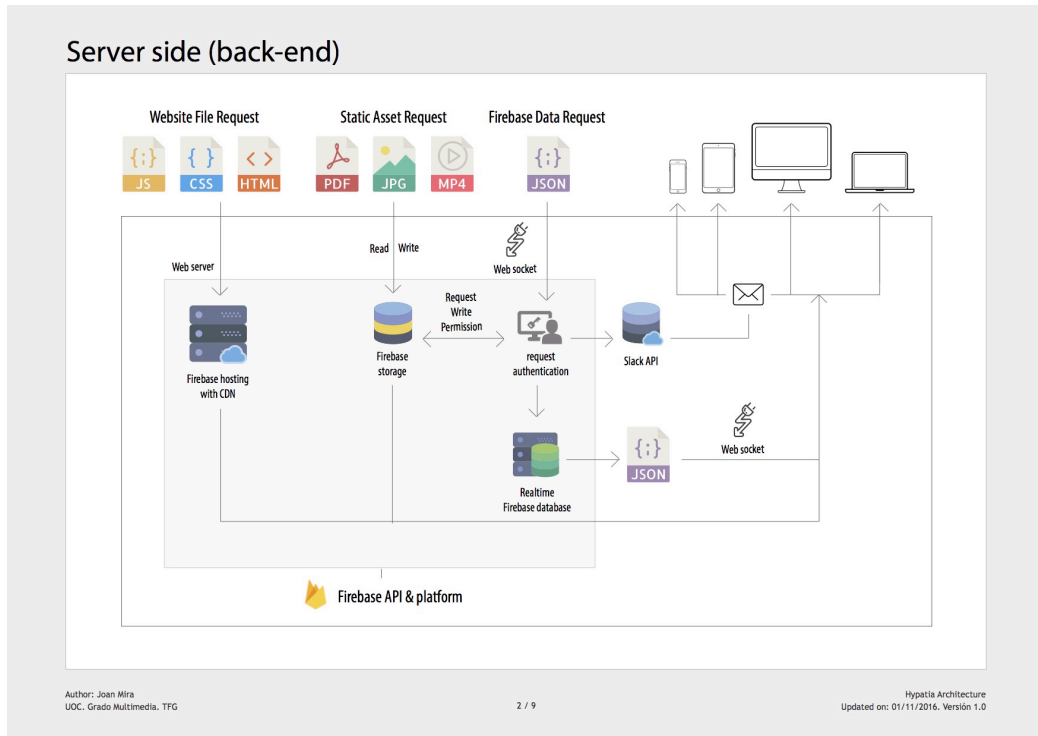 Server side (back-end)
Website File Request
Static Asset Request
Firebase Data Request
{;}
JS
{ }
CSS
< >
HTML
PDF
JPG
MP4
{;}
JSON
Read
Write
Web server
Web socket
Request
Write
Permission
Firebase hosting
with CDN
Firebase
storage
request
authentication
Slack API
{;}
JSON
Web socket
Realtime
Firebase database
Firebase API & platform
Author: Joan Mira
UOC. Grado Multimedia. TFG
2 / 9
Hypatia Architecture
Updated on: 01/11/2016. Versión 1.0